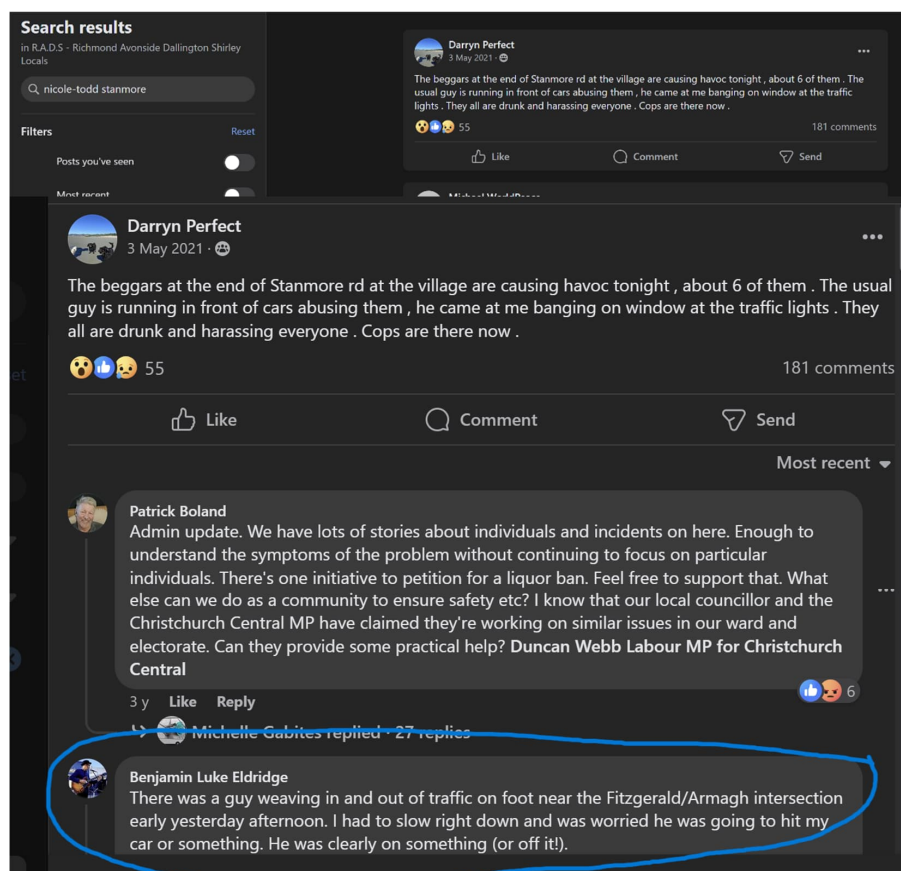 Search results
in R.A.D.S - Richmond Avonside Dallington Shirley
Locals
nicole-todd stanmore
Filters
Reset
Posts you've seen
Most recent
Darryn Perfect
3 May 2021 ·
The beggars at the end of Stanmore rd at the village are causing havoc tonight , about 6 of them . The
usual guy is running in front of cars abusing them , he came at me banging on window at the traffic
lights . They all are drunk and harassing everyone . Cops are there now .
55
181 comments
Like
Comment
Send
Michael WorldPeace
Darryn Perfect
3 May 2021 ·
The beggars at the end of Stanmore rd at the village are causing havoc tonight , about 6 of them . The usual
guy is running in front of cars abusing them , he came at me banging on window at the traffic lights . They
all are drunk and harassing everyone . Cops are there now .
55
181 comments
Like
Comment
Send
Most recent
Patrick Boland
Admin update. We have lots of stories about individuals and incidents on here. Enough to
understand the symptoms of the problem without continuing to focus on particular
individuals. There's one initiative to petition for a liquor ban. Feel free to support that. What
else can we do as a community to ensure safety etc? I know that our local councillor and the
Christchurch Central MP have claimed they're working on similar issues in our ward and
electorate. Can they provide some practical help? Duncan Webb Labour MP for Christchurch
Central
6
3 y Like Reply
Michelle Gabites replied · 27 replies
Benjamin Luke Eldridge
There was a guy weaving in and out of traffic on foot near the Fitzgerald/Armagh intersection
early yesterday afternoon. I had to slow right down and was worried he was going to hit my
car or something. He was clearly on something (or off it!).